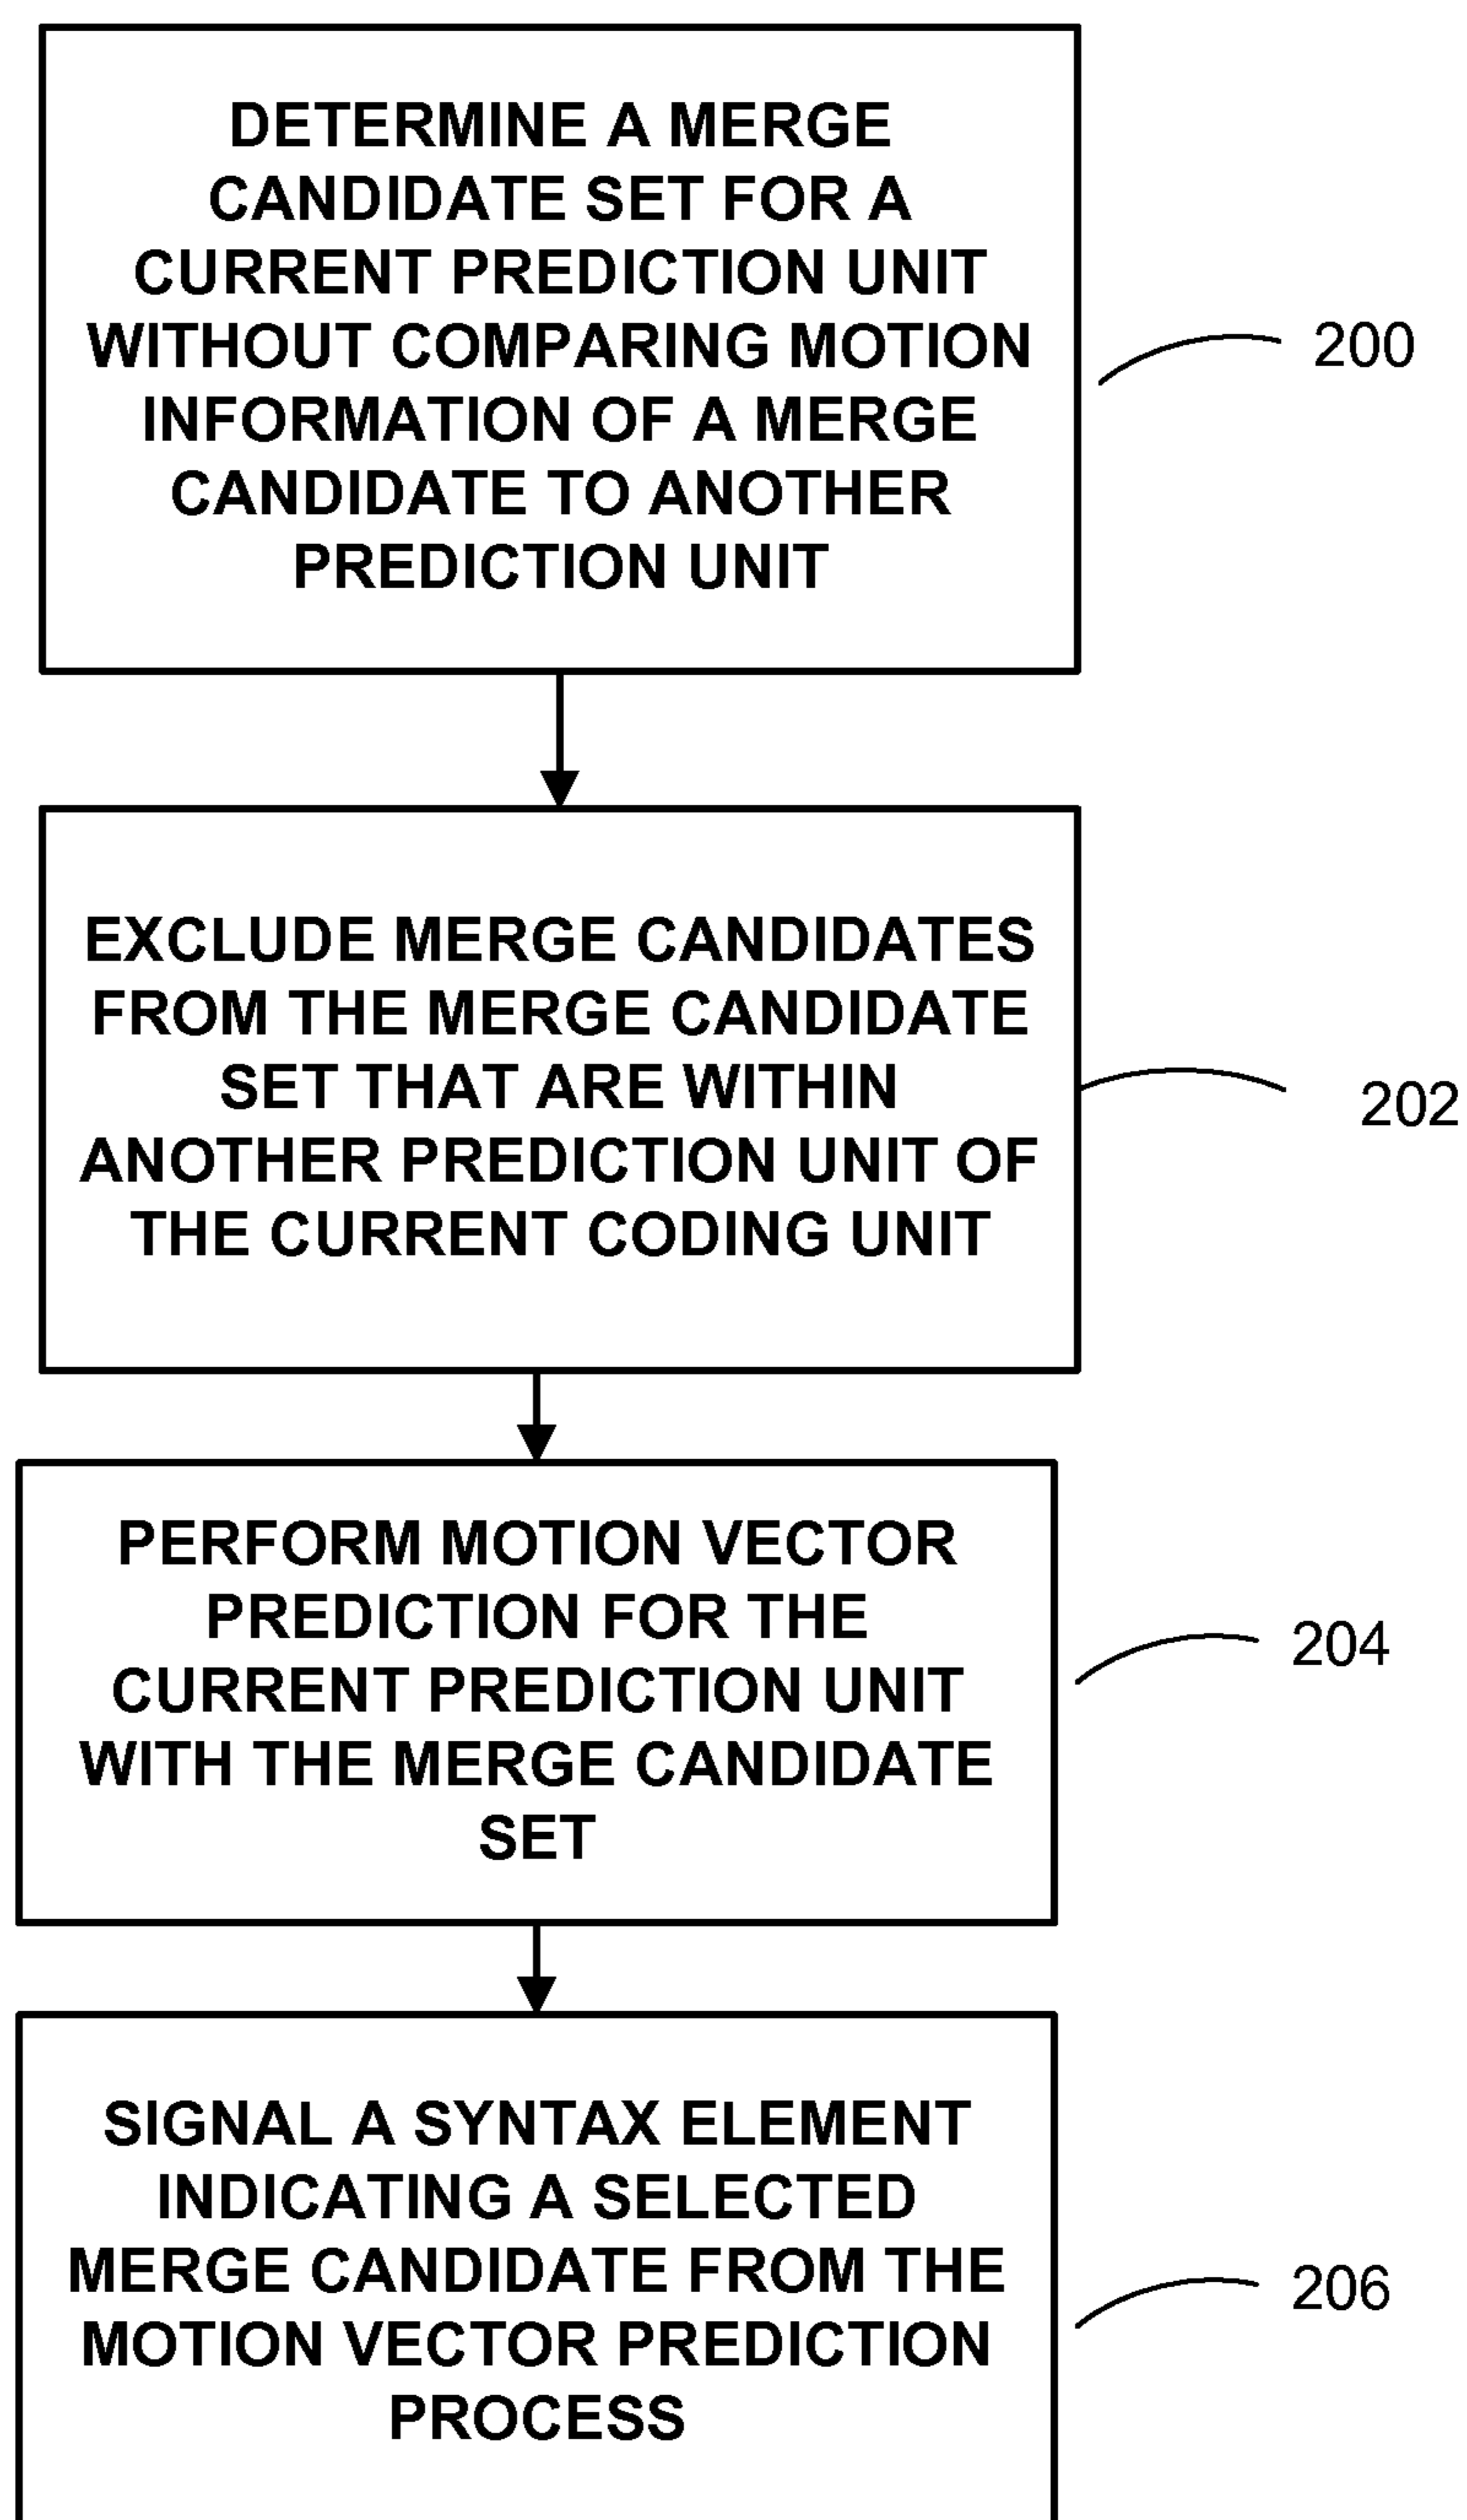 DETERMINE A MERGE
CANDIDATE SET FOR A
CURRENT PREDICTION UNIT
WITHOUT COMPARING MOTION
INFORMATION OF A MERGE
CANDIDATE TO ANOTHER
PREDICTION UNIT
200
EXCLUDE MERGE CANDIDATES
FROM THE MERGE CANDIDATE
SET THAT ARE WITHIN
ANOTHER PREDICTION UNIT OF
THE CURRENT CODING UNIT
202
PERFORM MOTION VECTOR
PREDICTION FOR THE
CURRENT PREDICTION UNIT
WITH THE MERGE CANDIDATE
SET
204
SIGNAL A SYNTAX ELEMENT
INDICATING A SELECTED
MERGE CANDIDATE FROM THE
MOTION VECTOR PREDICTION
PROCESS
206